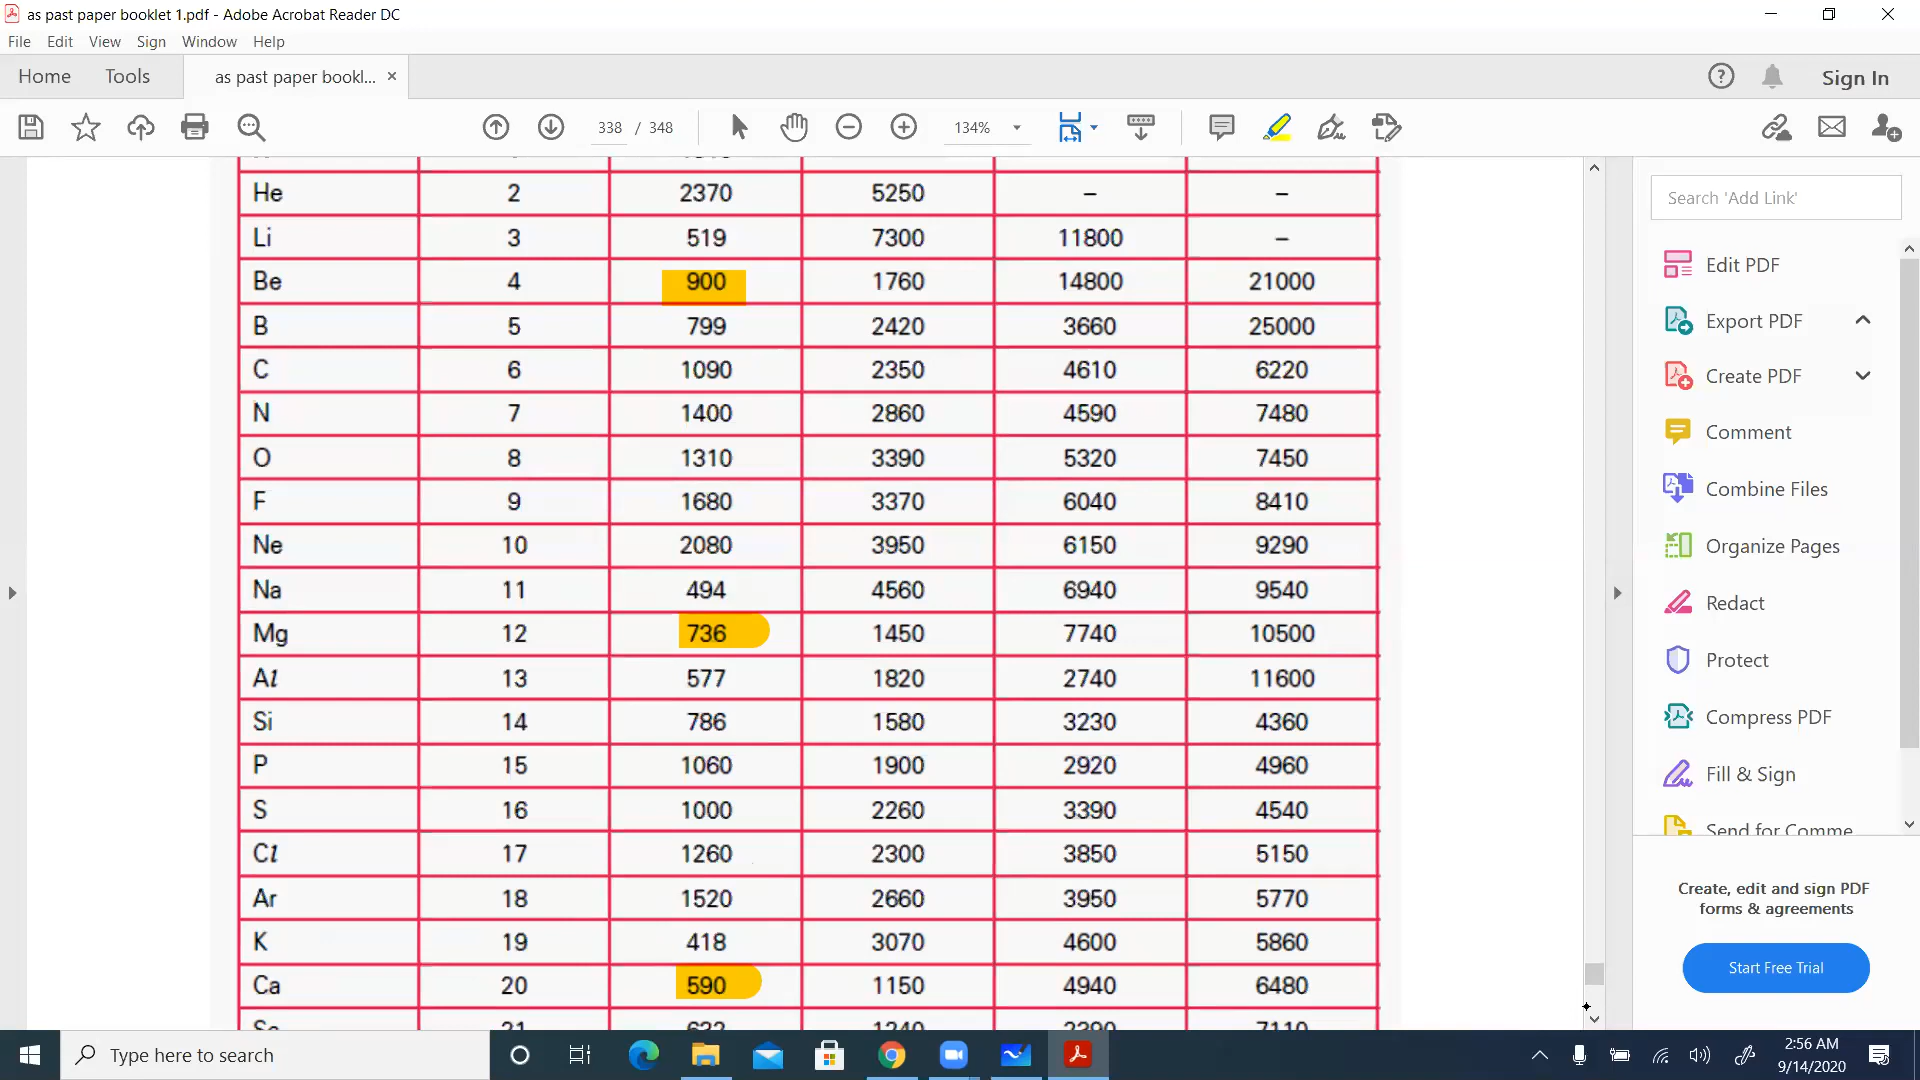 as past paper booklet 1.pdf - Adobe Acrobat Reader DC
File Edit View Sign Window Help
Home Tools as past paper bookl... × Sign In
338 / 348 134%
He 2 2370 5250 – –
Li 3 519 7300 11800 –
Be 4 900 1760 14800 21000
B 5 799 2420 3660 25000
C 6 1090 2350 4610 6220
N 7 1400 2860 4590 7480
O 8 1310 3390 5320 7450
F 9 1680 3370 6040 8410
Ne 10 2080 3950 6150 9290
Na 11 494 4560 6940 9540
Mg 12 736 1450 7740 10500
Al 13 577 1820 2740 11600
Si 14 786 1580 3230 4360
P 15 1060 1900 2920 4960
S 16 1000 2260 3390 4540
Cl 17 1260 2300 3850 5150
Ar 18 1520 2660 3950 5770
K 19 418 3070 4600 5860
Ca 20 590 1150 4940 6480
Search 'Add Link'
Edit PDF
Export PDF
Create PDF
Comment
Combine Files
Organize Pages
Redact
Protect
Compress PDF
Fill & Sign
Send for Comme
Create, edit and sign PDF
forms & agreements
Start Free Trial
Type here to search
2:56 AM
9/14/2020